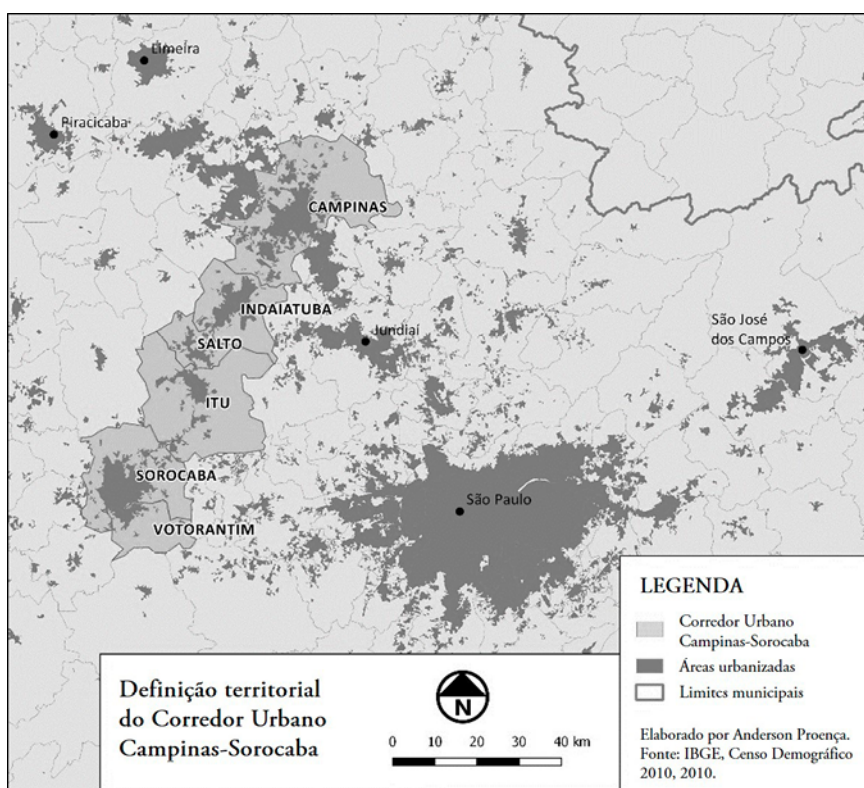 Limeira
Piracicaba
CAMPINAS
INDAIATUBA
Jundiaí
São José
dos Campos
SALTO
ITU
SOROCABA
São Paulo
VOTORANTIM
LEGENDA
Corredor Urbano
Campinas-Sorocaba
Áreas urbanizadas
Limites municipais
Elaborado por Anderson Proença.
Fonte: IBGE, Censo Demográfico
2010, 2010.
Definição territorial
do Corredor Urbano
Campinas-Sorocaba
N
0 10 20 30 40 km